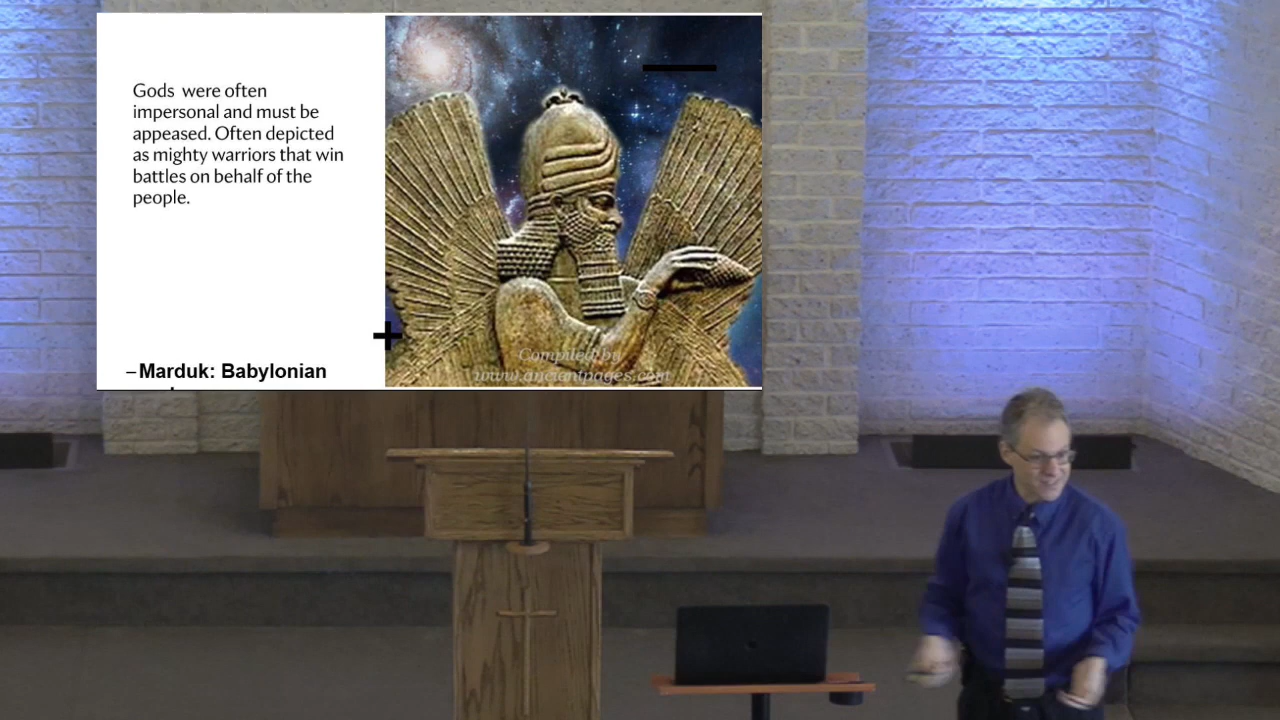 Gods were often
impersonal and must be
appeased. Often depicted
as mighty warriors that win
battles on behalf of the
people.
–Marduk: Babylonian
Compiled by
www.ancientpages.com